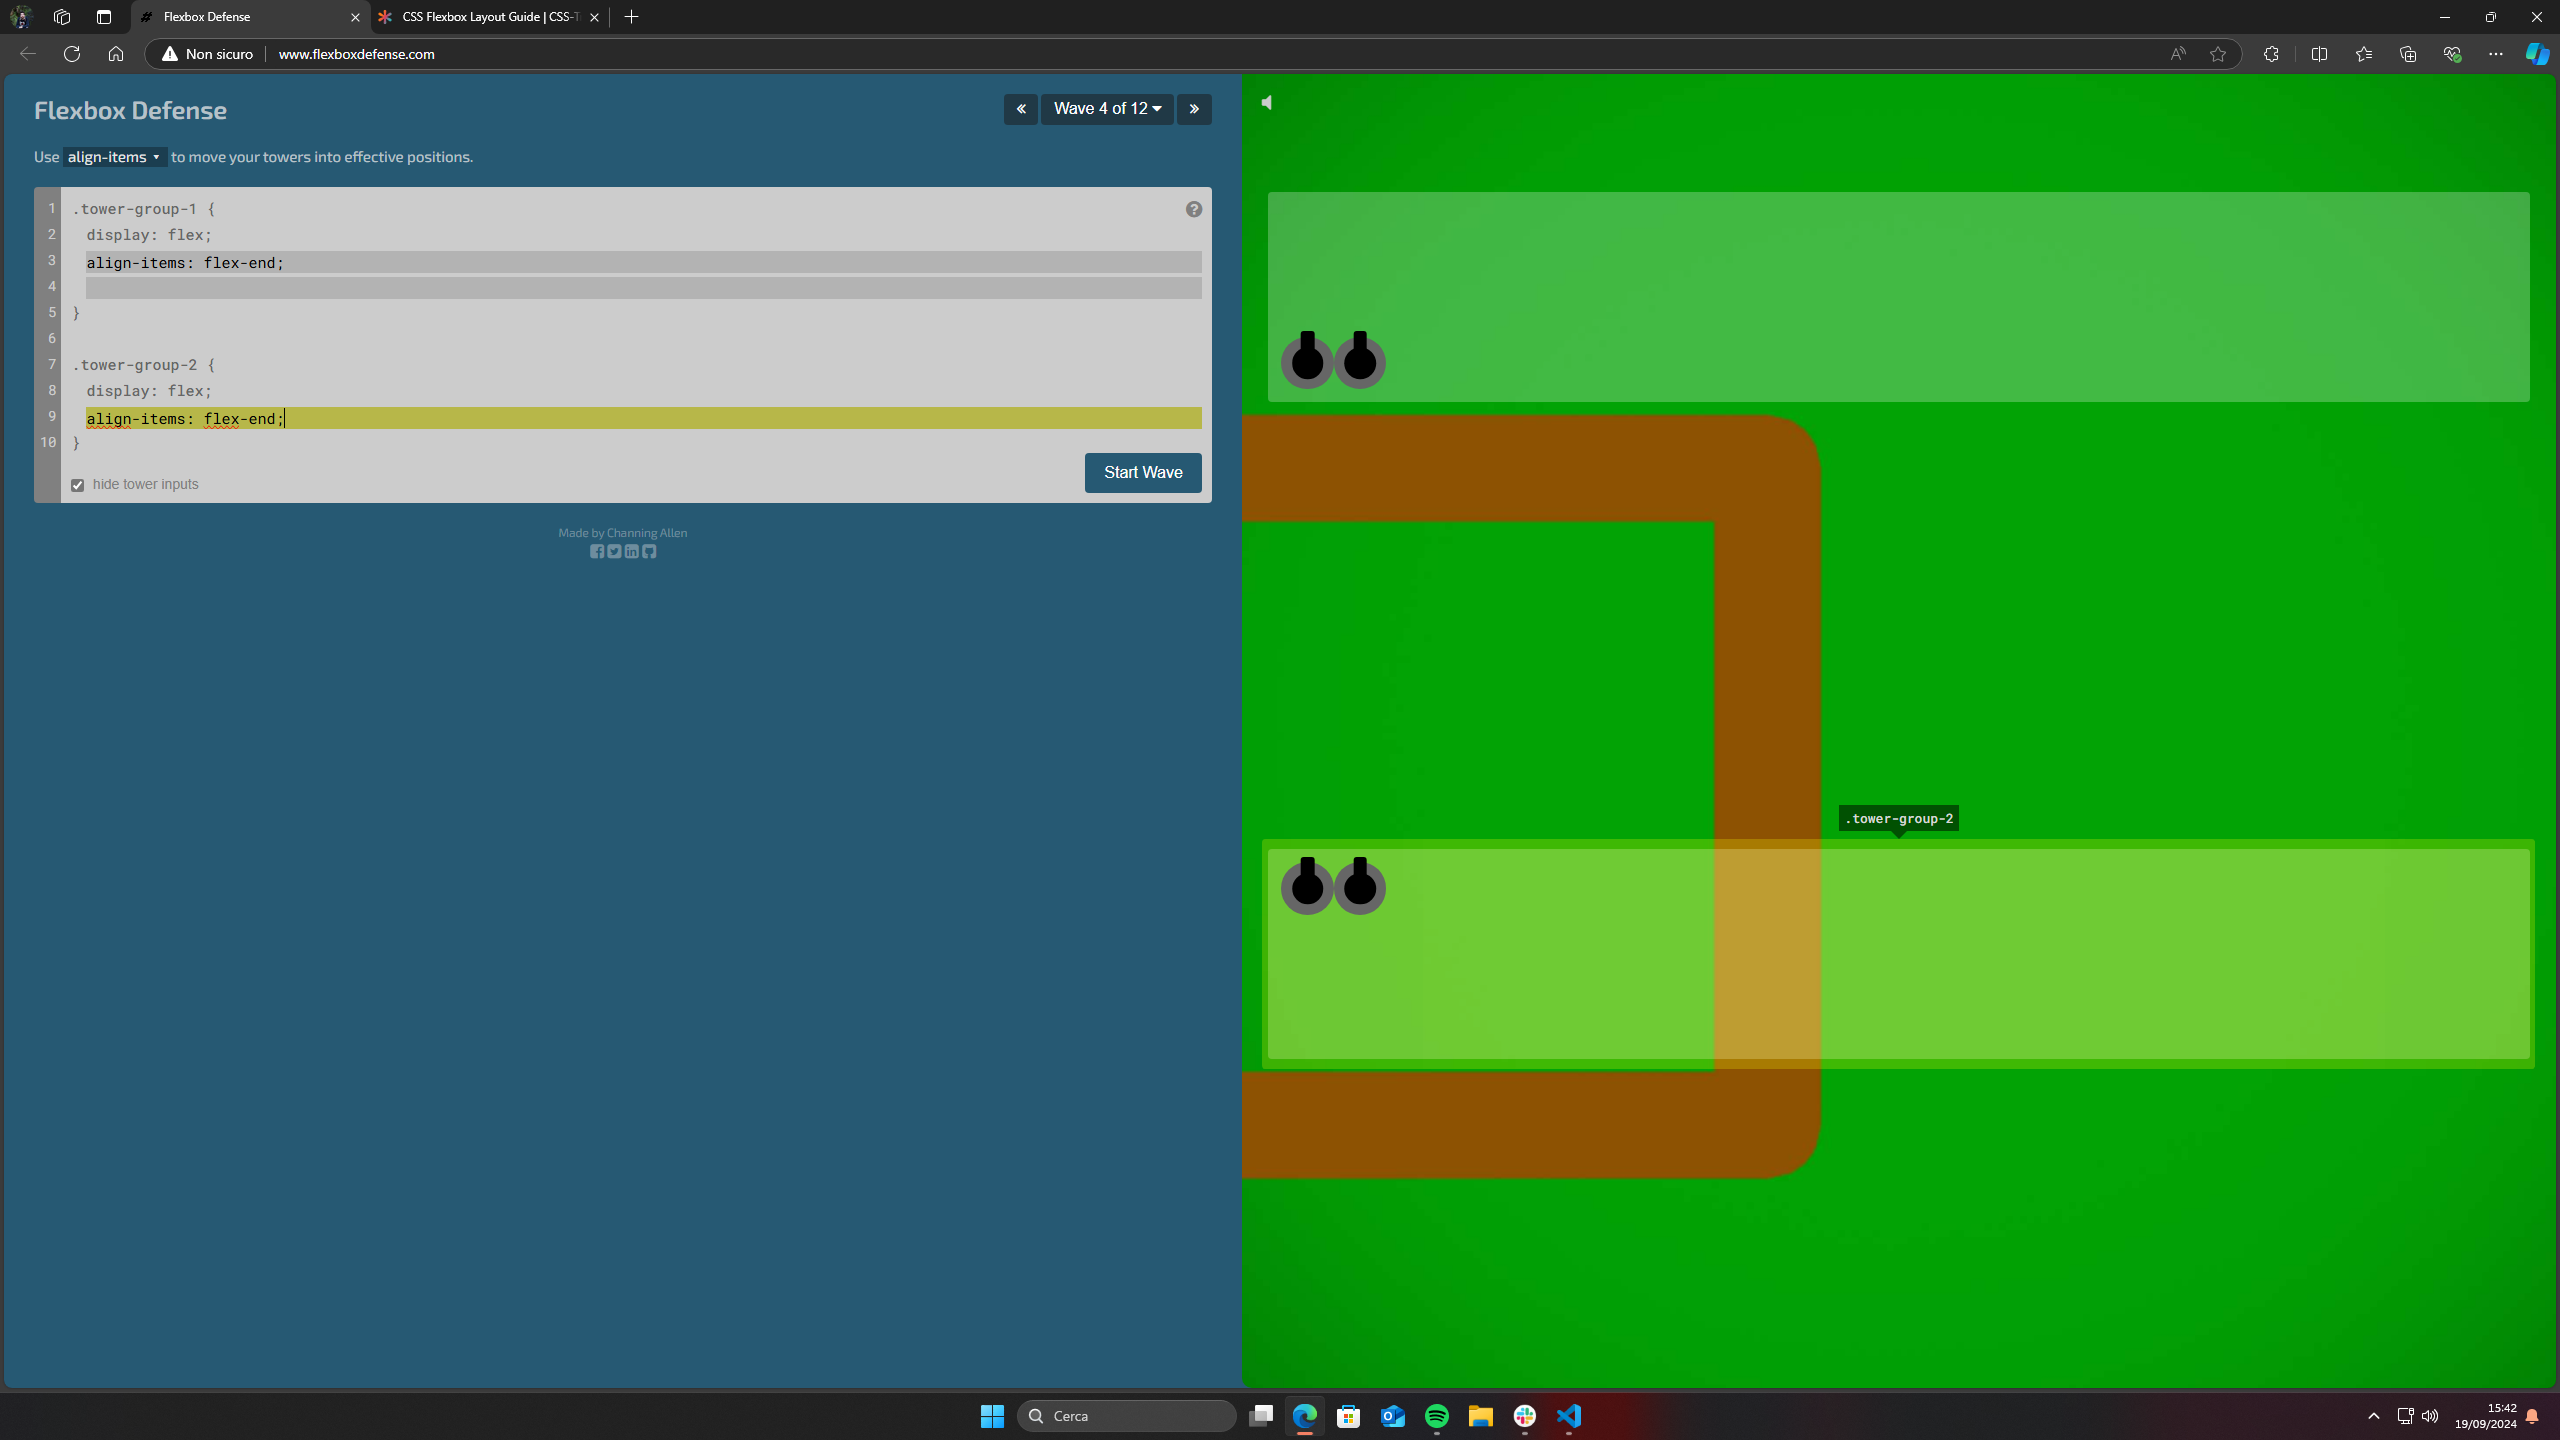 Flexbox Defense
CSS Flexbox Layout Guide | CSS-T
Non sicuro
www.flexboxdefense.com
Flexbox Defense
Wave 4 of 12
Use align-items to move your towers into effective positions.
1 .tower-group-1 {
2 display: flex;
3 align-items: flex-end;
4
5 }
6
7 .tower-group-2 {
8 display: flex;
9 align-items: flex-end;
10 }
hide tower inputs
Start Wave
Made by Channing Allen
.tower-group-2
Cerca
15:42
19/09/2024